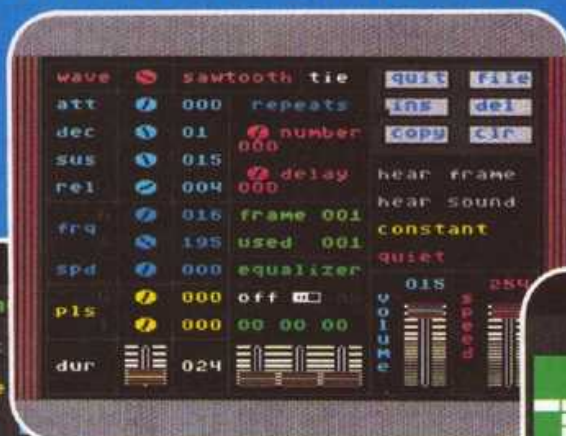 wave sawtooth tie quit file
att 000 repeats ins del
dec 01 number copy clr
000
sus 015 delay hear frame
rel 004 000
hear sound
frq 016 frame 001 constant
195 used 001 quiet
spd 000 equalizer 015 254
pls 000 off volume speed
000 00 00 00
dur 024